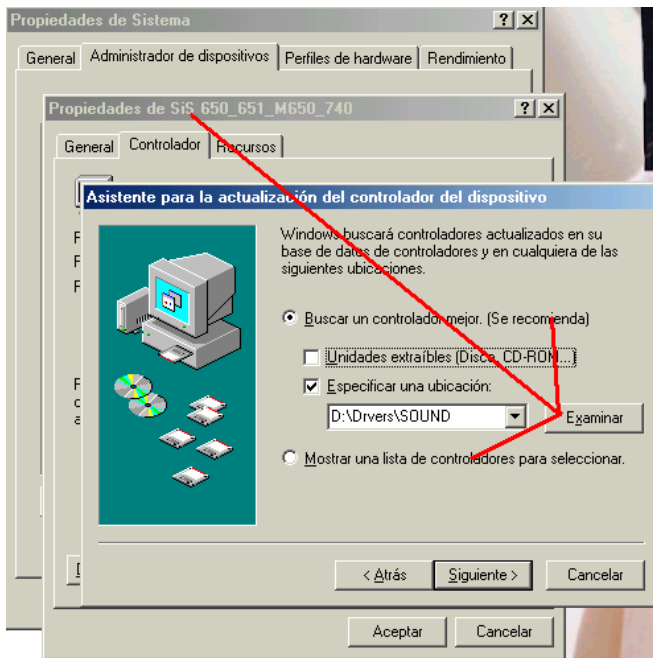 Propiedades de Sistema
General Administrador de dispositivos Perfiles de hardware Rendimiento
Propiedades de SiS 650_651_M650_740
General Controlador Recursos
Asistente para la actualización del controlador del dispositivo
Windows buscará controladores actualizados en su
base de datos de controladores y en cualquiera de las
siguientes ubicaciones.
Buscar un controlador mejor. (Se recomienda)
Unidades extraíbles (Disco, CD-ROM...)
Especificar una ubicación:
D:\Drvers\SOUND
Examinar
Mostrar una lista de controladores para seleccionar.
< Atrás Siguiente > Cancelar
Aceptar Cancelar